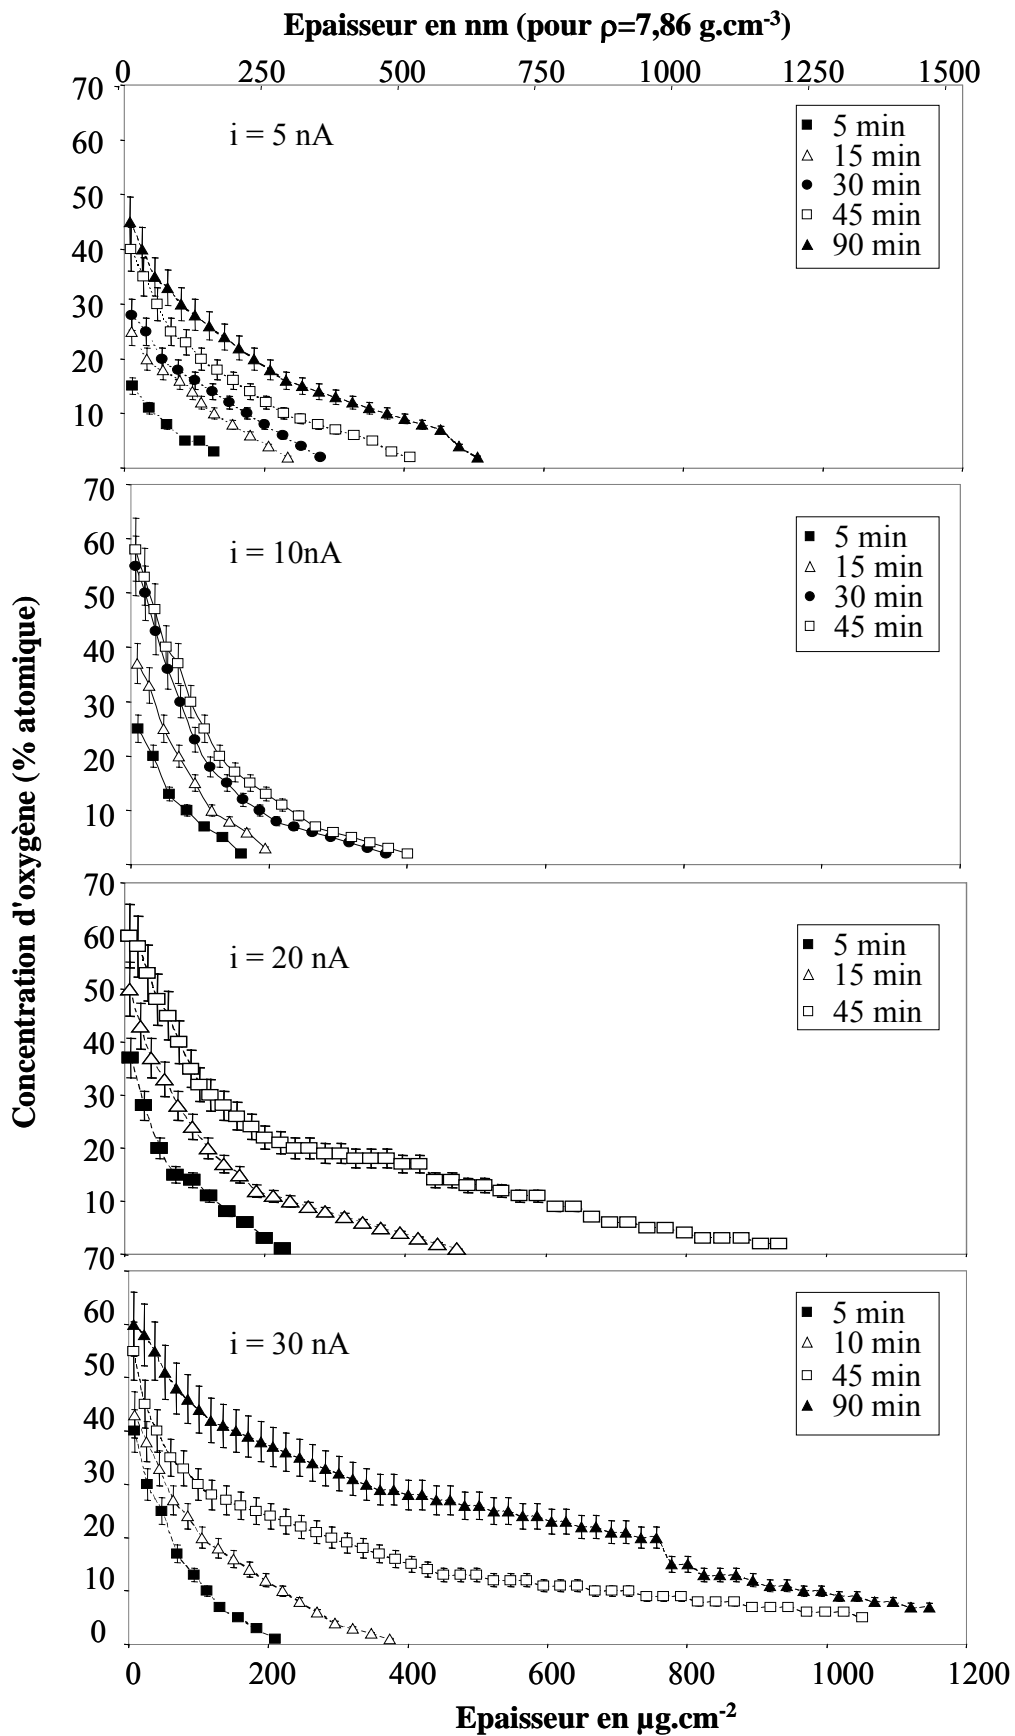 Epaisseur en nm (pour ρ=7,86 g.cm-3)
0 250 500 750 1000 1250 1500
70
60
50
40
30
20
10
i = 5 nA
5 min
15 min
30 min
45 min
90 min
70
60
50
40
30
20
10
i = 10nA
5 min
15 min
30 min
45 min
Concentration d'oxygène (% atomique)
70
60
50
40
30
20
10
i = 20 nA
5 min
15 min
45 min
70
60
50
40
30
20
10
0
i = 30 nA
5 min
10 min
45 min
90 min
0 200 400 600 800 1000 1200
Epaisseur en µg.cm-2